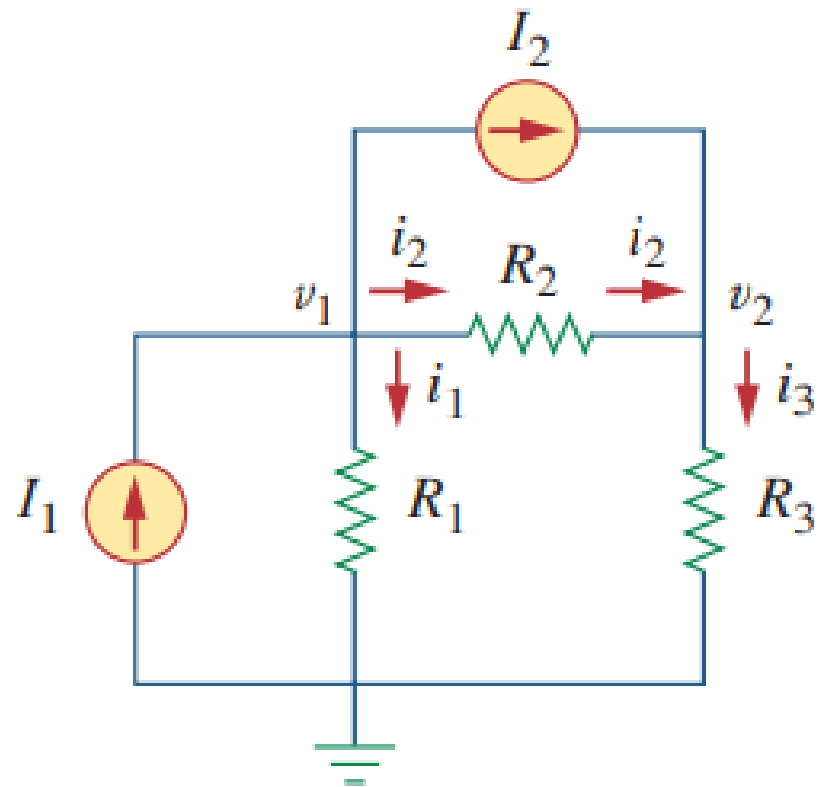 I₂
i₂ R₂ i₂
v₁ v₂
i₁ i₃
I₁ R₁ R₃